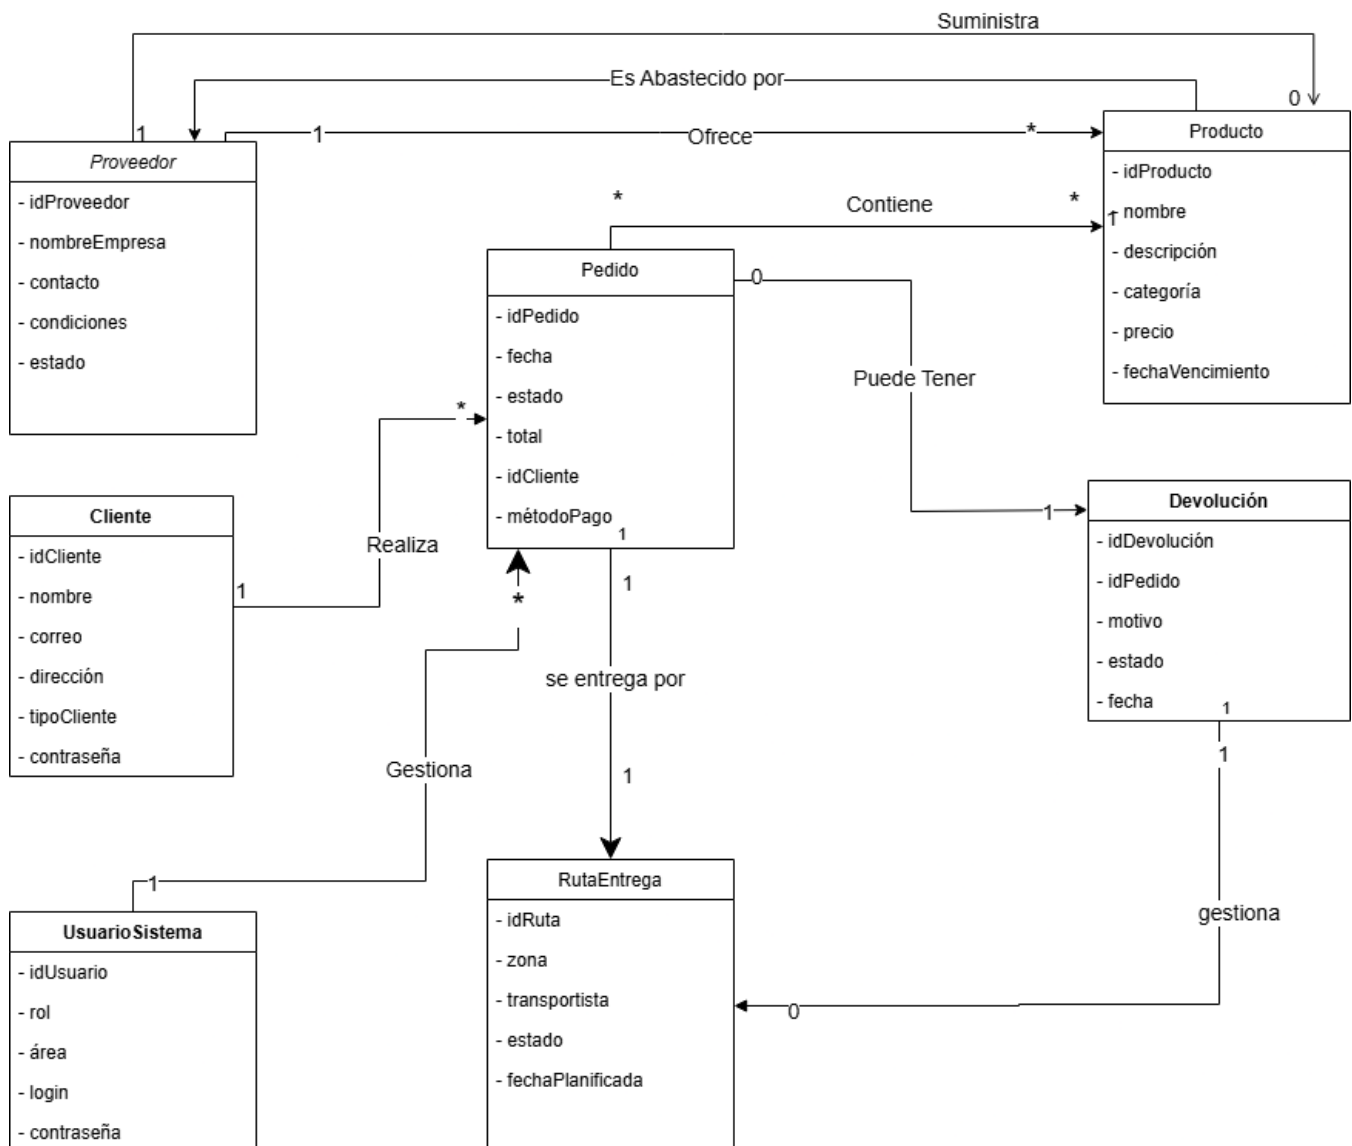 Suministra
Es Abastecido por
0
1
1
Ofrece
*
Producto
- idProducto
- nombre
1
- descripción
- categoría
- precio
- fechaVencimiento
Proveedor
- idProveedor
- nombreEmpresa
- contacto
- condiciones
- estado
*
Contiene
*
Pedido
- idPedido
- fecha
- estado
- total
- idCliente
- métodoPago
1
0
Puede Tener
1
*
Realiza
1
Cliente
- idCliente
- nombre
- correo
- dirección
- tipoCliente
- contraseña
Devolución
- idDevolución
- idPedido
- motivo
- estado
- fecha
1
1
*
1
se entrega por
1
Gestiona
1
UsuarioSistema
- idUsuario
- rol
- área
- login
- contraseña
RutaEntrega
- idRuta
- zona
- transportista
- estado
- fechaPlanificada
gestiona
0